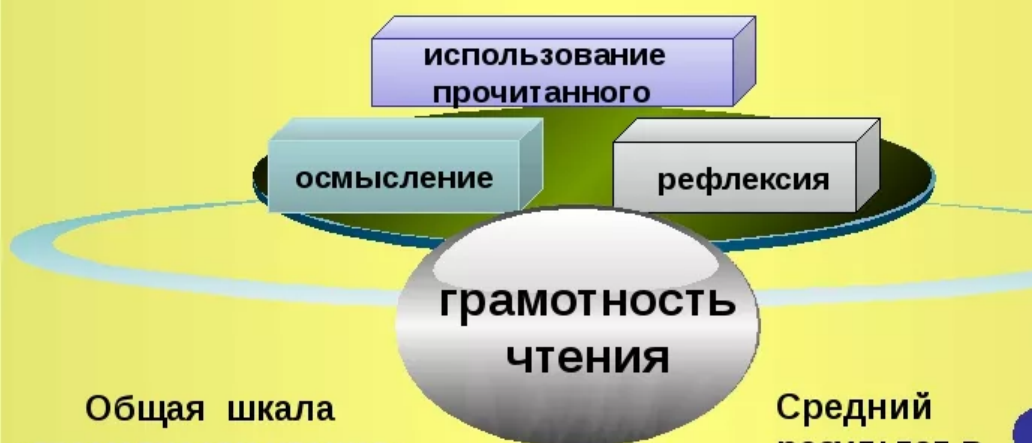 использование
прочитанного
осмысление
рефлексия
грамотность
чтения
Общая шкала
Средний